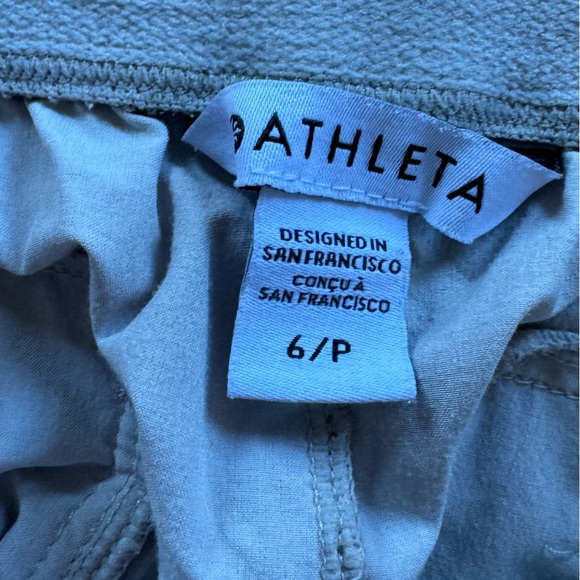 ATHLETA
DESIGNED IN
SAN FRANCISCO
CONÇU À
SAN FRANCISCO
6/P